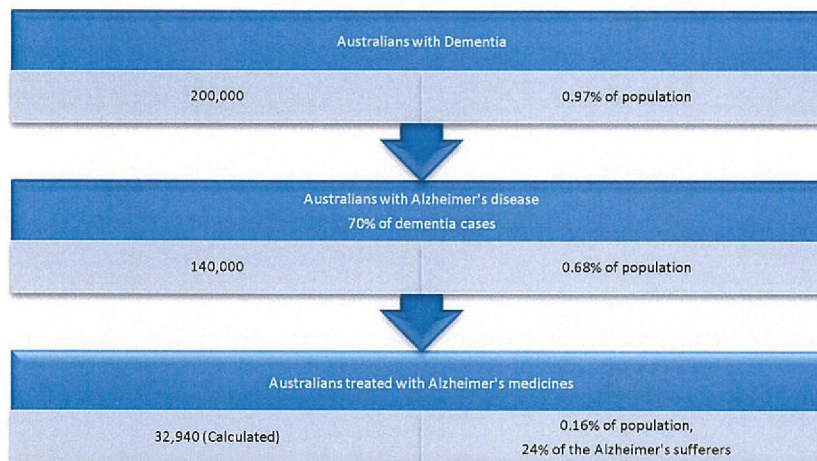 Australians with Dementia
200,000
0.97% of population
Australians with Alzheimer's disease
70% of dementia cases
140,000
0.68% of population
Australians treated with Alzheimer's medicines
32,940 (Calculated)
0.16% of population,
24% of the Alzheimer's sufferers